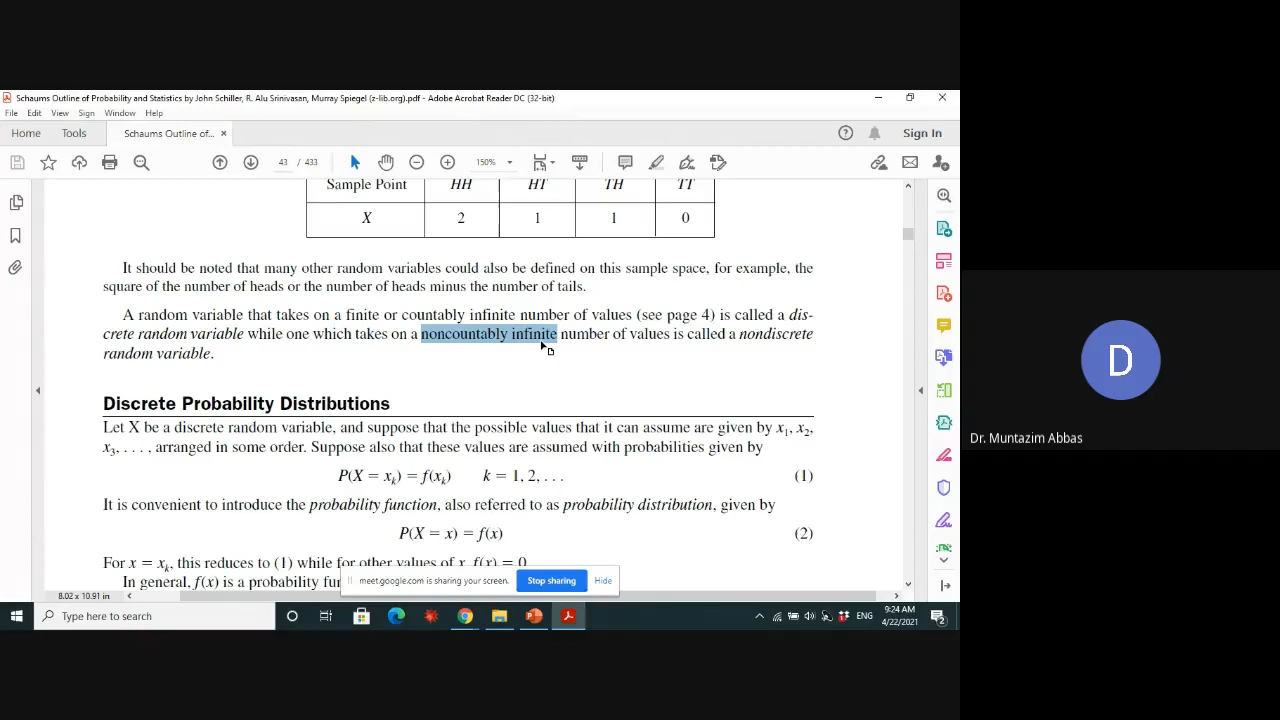 Schaums Outline of Probability and Statistics by John Schiller, R. Alu Srinivasan, Murray Spiegel (z-lib.org).pdf - Adobe Acrobat Reader DC (32-bit)
File Edit View Sign Window Help
Home Tools Schaums Outline of... × Sign In
43 / 433 150%
Sample Point HH HT TH TT
X 2 1 1 0
It should be noted that many other random variables could also be defined on this sample space, for example, the
square of the number of heads or the number of heads minus the number of tails.
A random variable that takes on a finite or countably infinite number of values (see page 4) is called a dis-
crete random variable while one which takes on a noncountably infinite number of values is called a nondiscrete
random variable.
Discrete Probability Distributions
Let X be a discrete random variable, and suppose that the possible values that it can assume are given by x1, x2,
x3, . . . , arranged in some order. Suppose also that these values are assumed with probabilities given by
P(X = xk) = f(xk) k = 1, 2, . . . (1)
It is convenient to introduce the probability function, also referred to as probability distribution, given by
P(X = x) = f(x) (2)
For x = xk, this reduces to (1) while for other values of x, f(x) = 0.
In general, f(x) is a probability
meet.google.com is sharing your screen. Stop sharing Hide
8.02 x 10.91 in
Type here to search
ENG
9:24 AM
4/22/2021
2
D
Dr. Muntazim Abbas